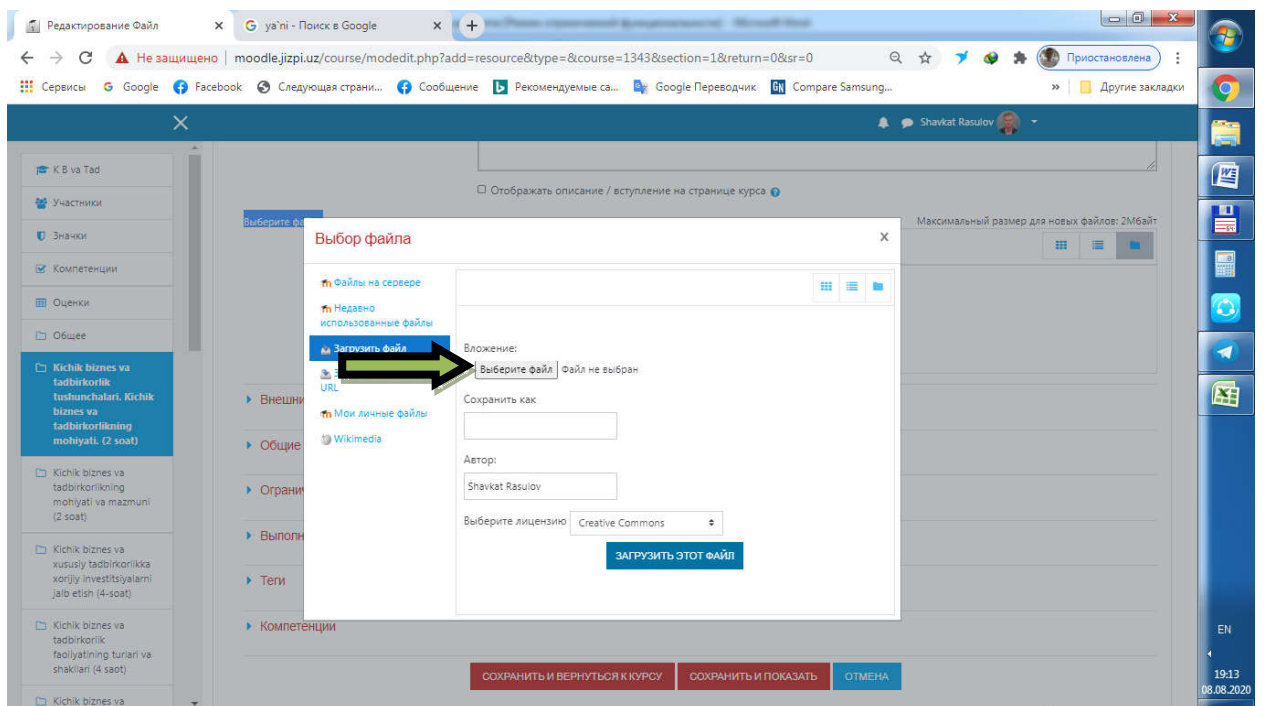 Редактирование Файл
ya`ni - Поиск в Google
Не защищено
moodle.jizpi.uz/course/modedit.php?add=resource&type=&course=1343&section=1&return=0&sr=0
Приостановлена
Сервисы
Google
Facebook
Следующая страни...
Сообщение
Рекомендуемые са...
Google Переводчик
GN
Compare Samsung...
»
Другие закладки
Shavkat Rasulov
K B va Tad
Участники
Значки
Компетенции
Оценки
Общее
Kichik biznes va
tadbirkorlik
tushunchalari. Kichik
biznes va
tadbirkorlikning
mohiyati. (2 soat)
Kichik biznes va
tadbirkorlikning
mohiyati va mazmuni
(2 soat)
Kichik biznes va
xususiy tadbirkorlikka
xorijiy investitsiyalarni
jalb etish (4-soat)
Kichik biznes va
tadbirkorlik
faoliyatining turlari va
shakllari (4 saot)
Kichik biznes va
Отображать описание / вступление на странице курса
Выберите фа
Максимальный размер для новых файлов: 2Мбайт
Выбор файла
Файлы на сервере
Недавно
использованные файлы
Загрузить файл
URL
Мои личные файлы
Wikimedia
Вложение:
Выберите файл Файл не выбран
Сохранить как
Автор:
Shavkat Rasulov
Выберите лицензию Creative Commons
ЗАГРУЗИТЬ ЭТОТ ФАЙЛ
Внешни
Общие
Ограни
Выполн
Теги
Компетенции
СОХРАНИТЬ И ВЕРНУТЬСЯ К КУРСУ
СОХРАНИТЬ И ПОКАЗАТЬ
ОТМЕНА
EN
19:13
08.08.2020